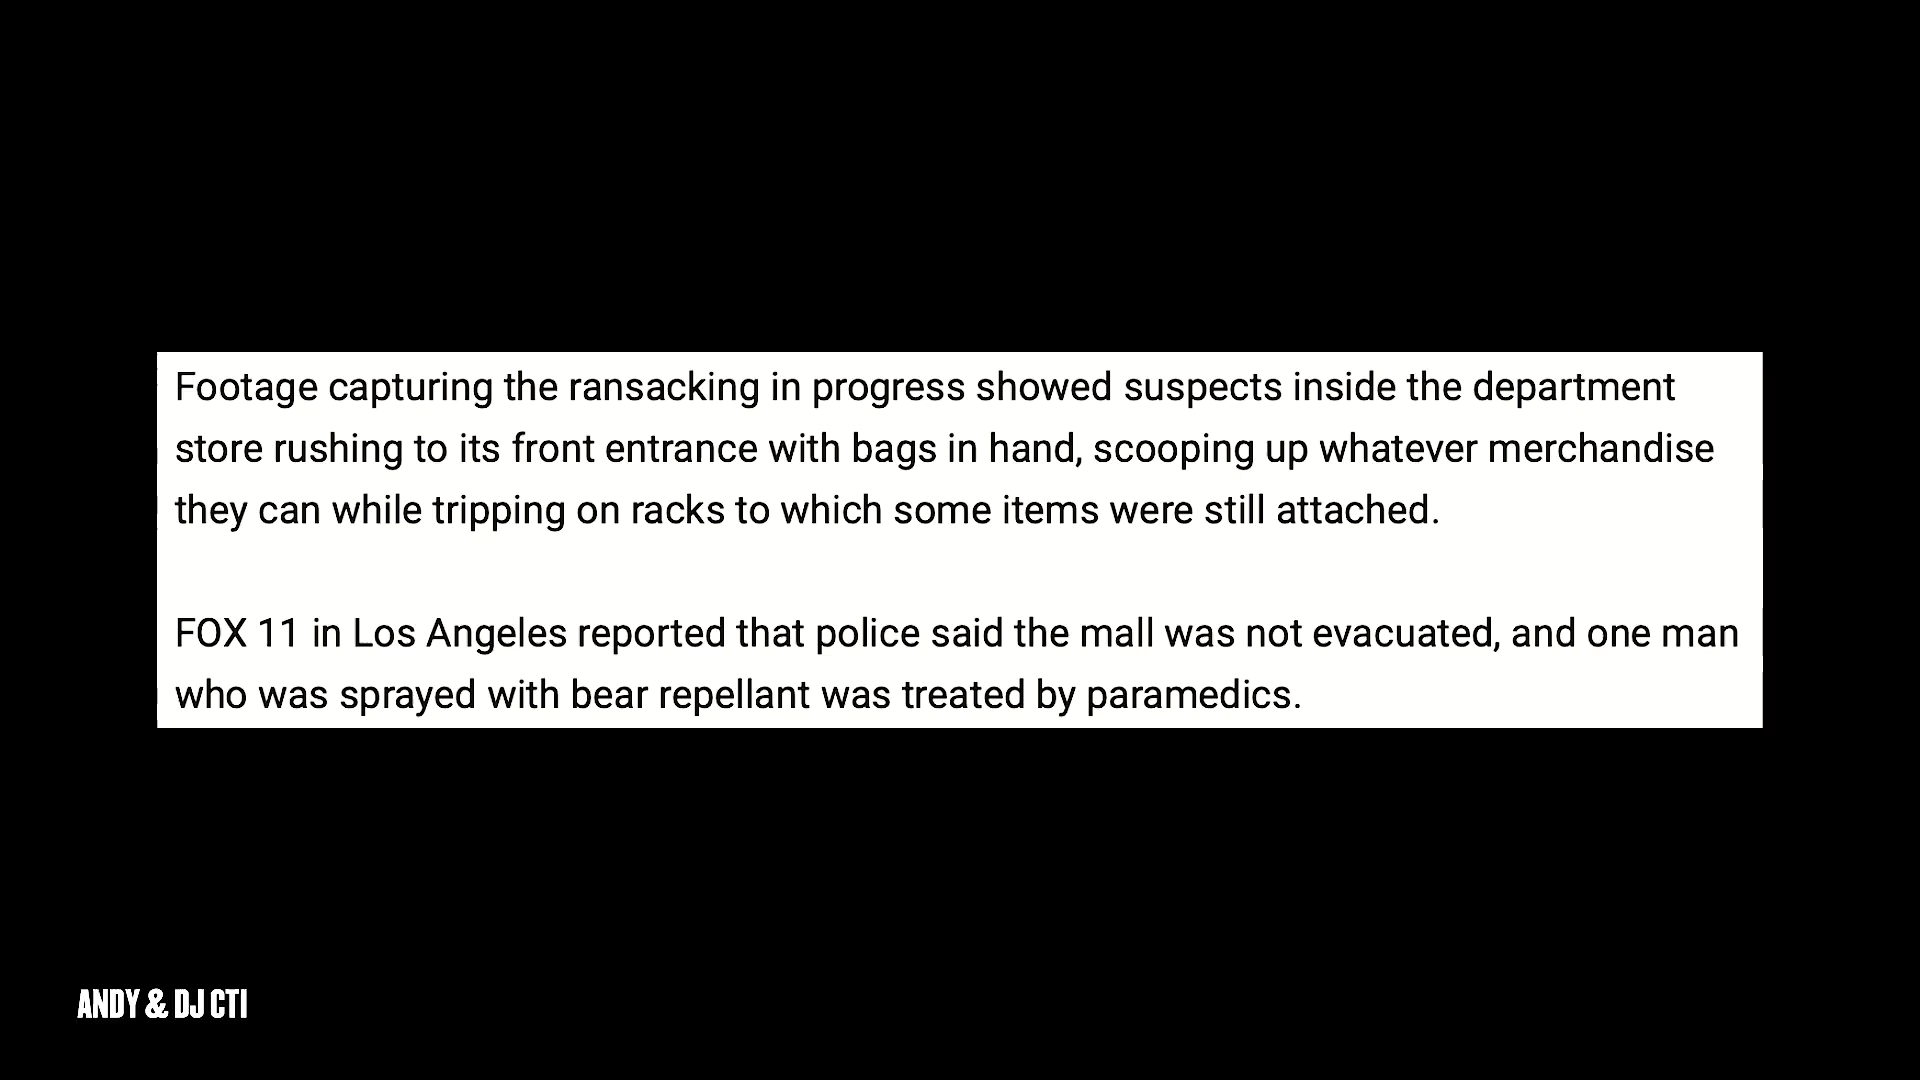 Footage capturing the ransacking in progress showed suspects inside the department
store rushing to its front entrance with bags in hand, scooping up whatever merchandise
they can while tripping on racks to which some items were still attached.
FOX 11 in Los Angeles reported that police said the mall was not evacuated, and one man
who was sprayed with bear repellant was treated by paramedics.
ANDY & DJ CTI